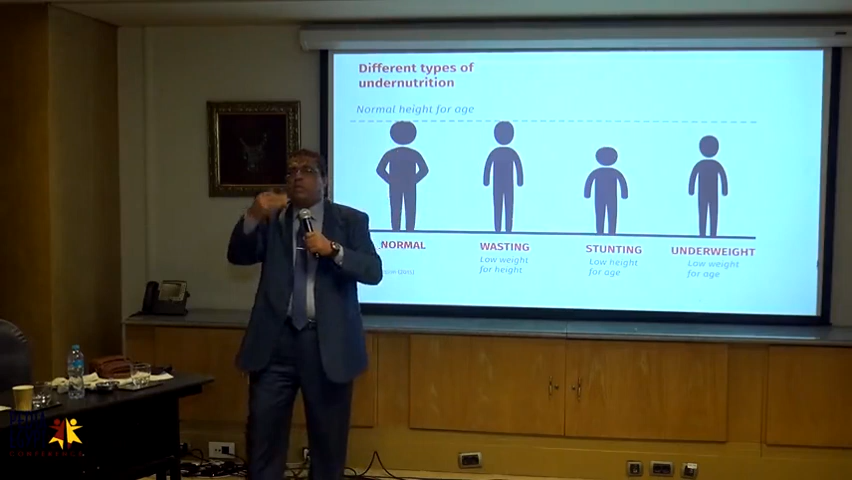 Different types of
undernutrition
Normal height for age
NORMAL
WASTING
Low weight
for height
STUNTING
Low height
for age
UNDERWEIGHT
Low weight
for age
CONFERENCE